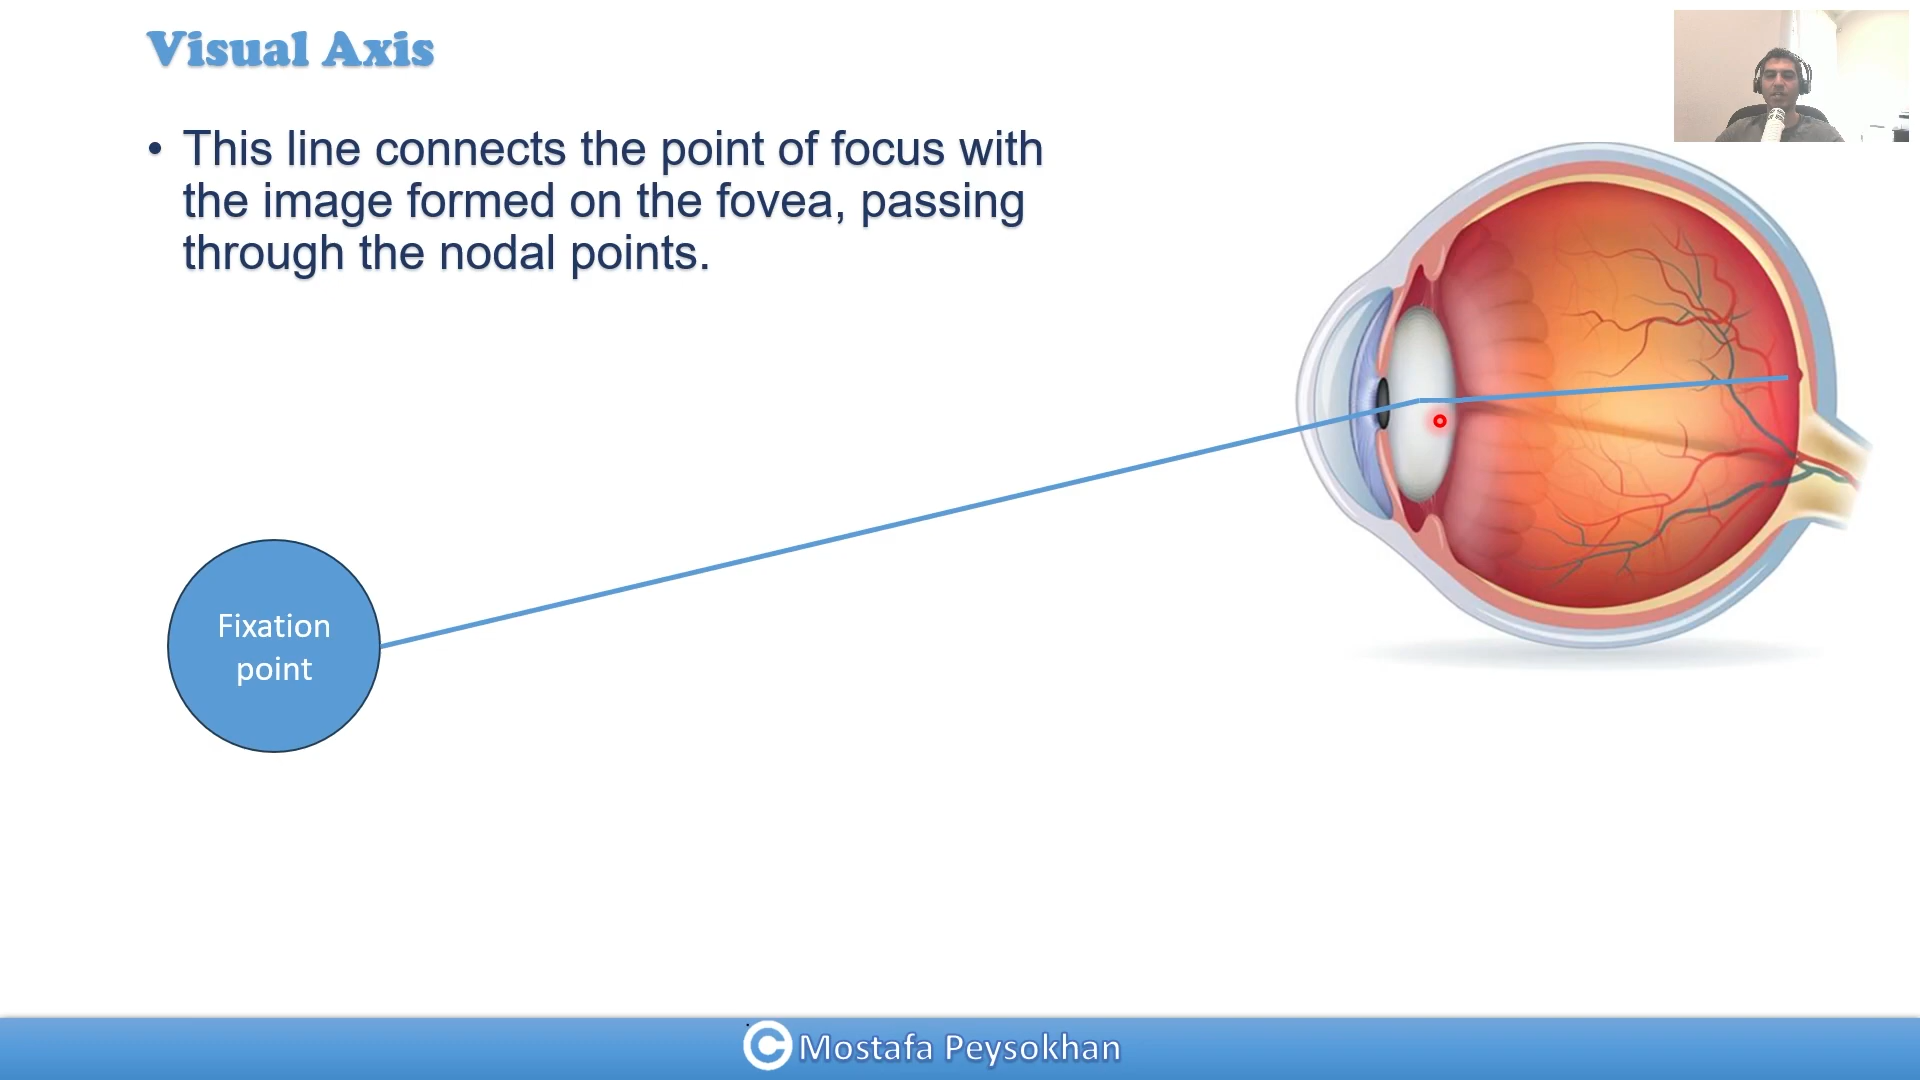 Visual Axis
• This line connects the point of focus with
the image formed on the fovea, passing
through the nodal points.
Fixation
point
© Mostafa Peysokhan